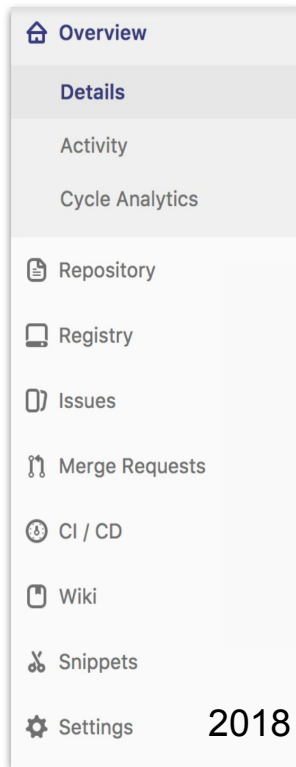 Overview
Details
Activity
Cycle Analytics
Repository
Registry
Issues
Merge Requests
CI / CD
Wiki
Snippets
Settings 2018